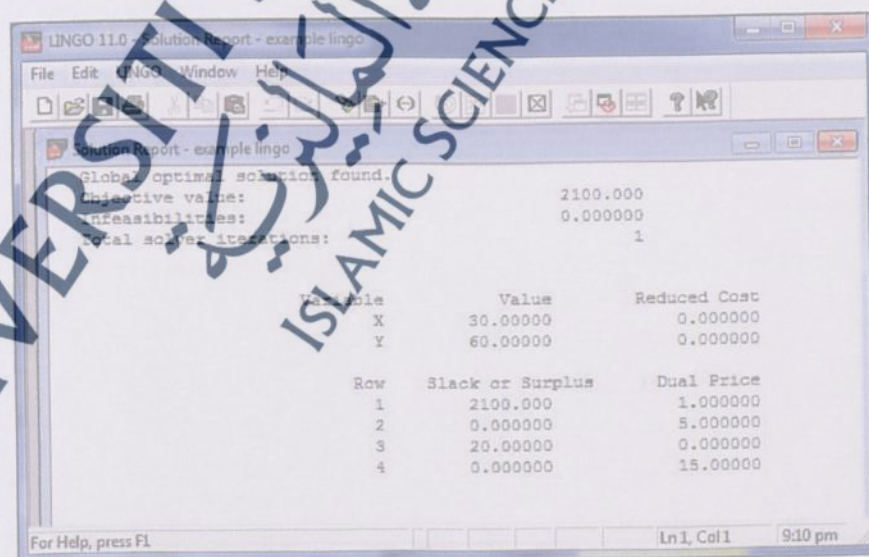 LINGO 11.0 - Solution Report - example lingo
File Edit LINGO Window Help
Solution Report - example lingo
Global optimal solution found.
Objective value: 2100.000
Infeasibilities: 0.000000
Total solver iterations: 1
Variable Value Reduced Cost
X 30.00000 0.000000
Y 60.00000 0.000000
Row Slack or Surplus Dual Price
1 2100.000 1.000000
2 0.000000 5.000000
3 20.00000 0.000000
4 0.000000 15.00000
For Help, press F1 Ln 1, Col 1 9:10 pm
ISLAMIC SCIENC